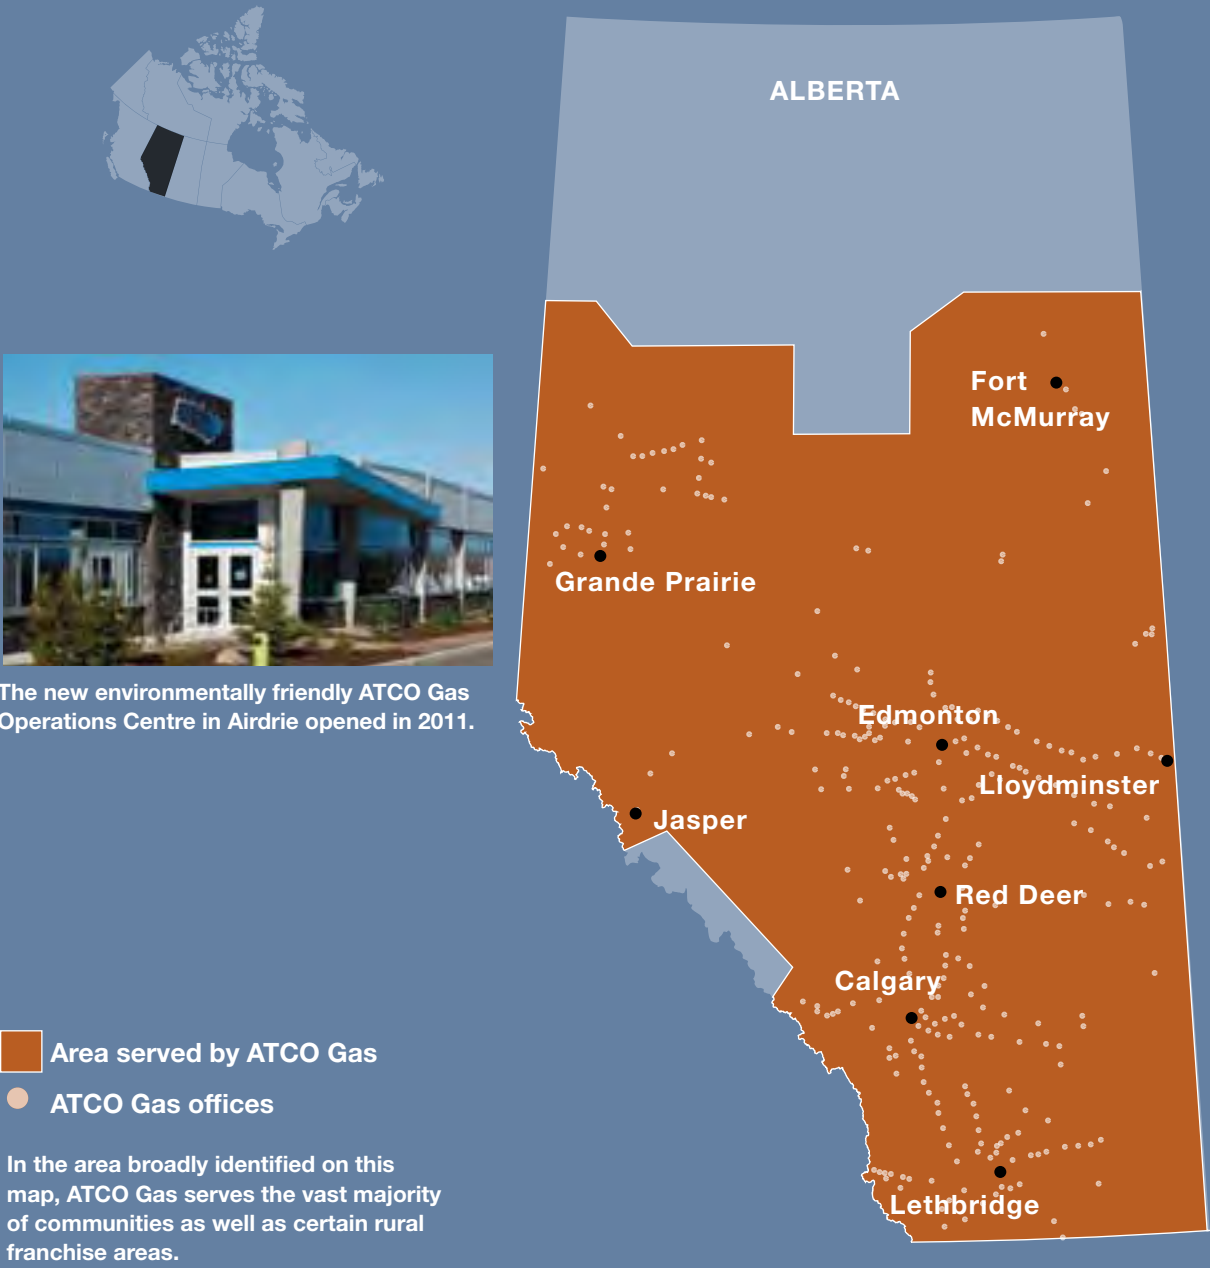 ALBERTA
Fort
McMurray
Grande Prairie
The new environmentally friendly ATCO Gas
Operations Centre in Airdrie opened in 2011.
Edmonton
Lloydminster
Jasper
Red Deer
Calgary
Area served by ATCO Gas
ATCO Gas offices
In the area broadly identified on this
map, ATCO Gas serves the vast majority
of communities as well as certain rural
franchise areas.
Lethbridge